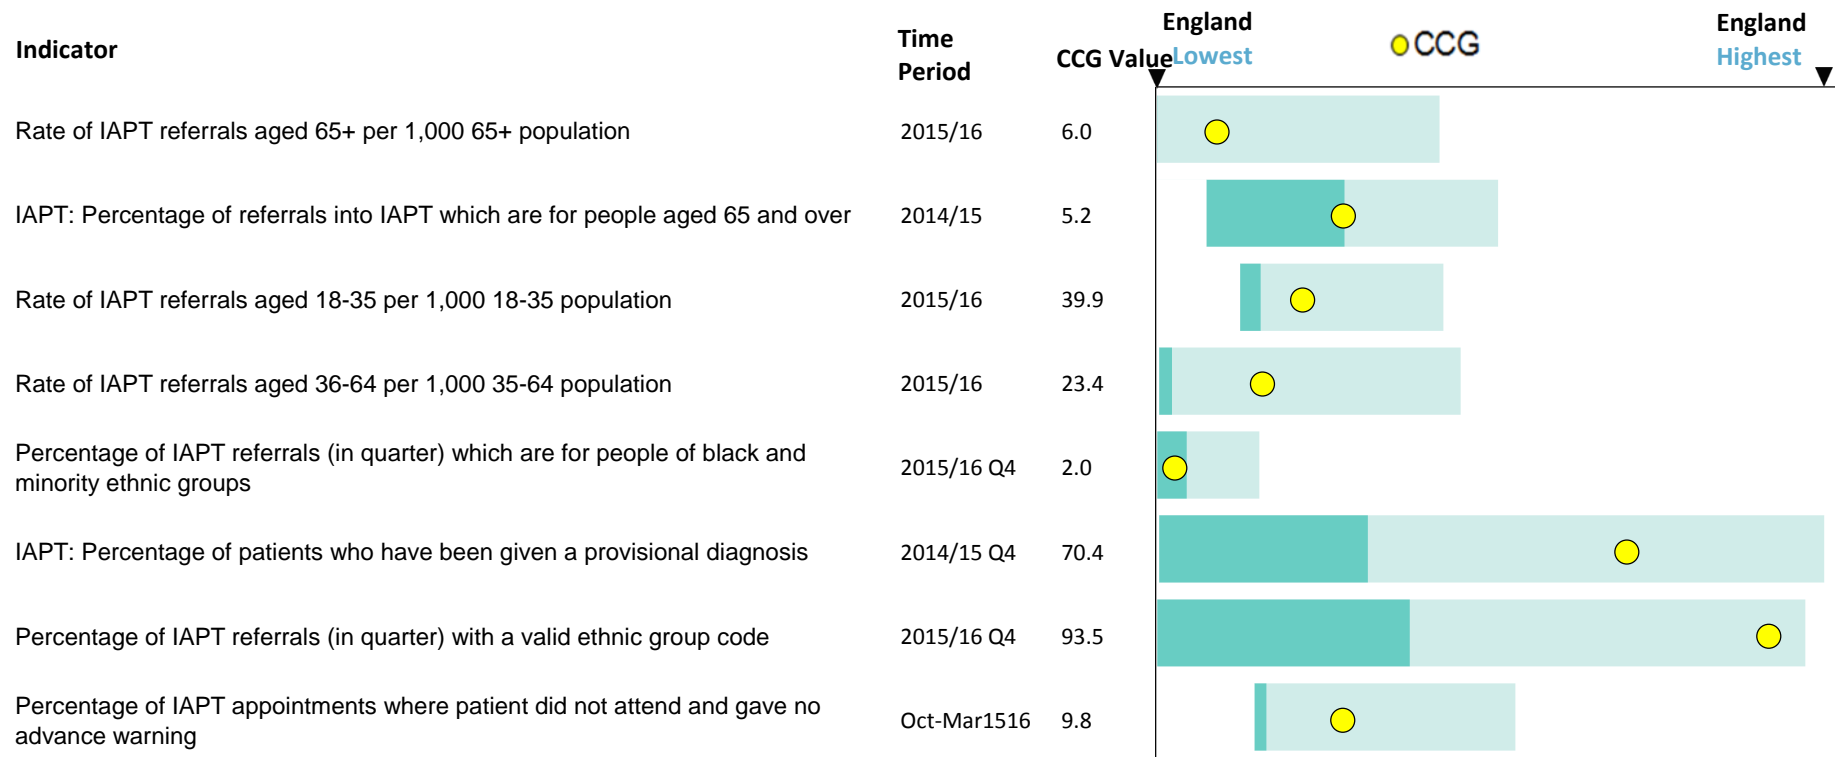 Indicator
Time
Period
CCG Value
England
Lowest
CCG
England
Highest
Rate of IAPT referrals aged 65+ per 1,000 65+ population 2015/16 6.0
IAPT: Percentage of referrals into IAPT which are for people aged 65 and over 2014/15 5.2
Rate of IAPT referrals aged 18-35 per 1,000 18-35 population 2015/16 39.9
Rate of IAPT referrals aged 36-64 per 1,000 35-64 population 2015/16 23.4
Percentage of IAPT referrals (in quarter) which are for people of black and
minority ethnic groups
2015/16 Q4 2.0
IAPT: Percentage of patients who have been given a provisional diagnosis 2014/15 Q4 70.4
Percentage of IAPT referrals (in quarter) with a valid ethnic group code 2015/16 Q4 93.5
Percentage of IAPT appointments where patient did not attend and gave no
advance warning
Oct-Mar1516 9.8